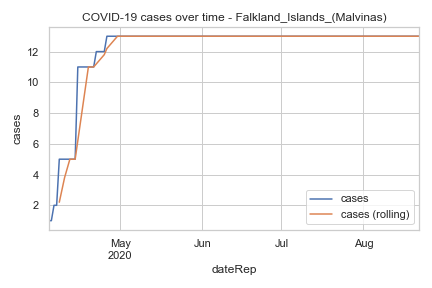 COVID-19 cases over time - Falkland_Islands_(Malvinas)
12
10
8
6
4
2
cases
cases
cases (rolling)
May
2020
Jun
Jul
Aug
dateRep